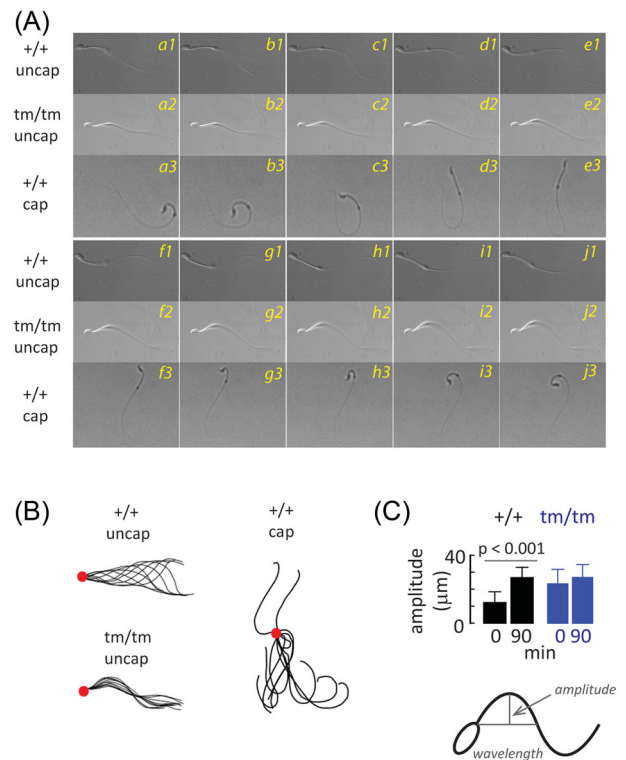 (A)
+/+
uncap
a1 b1 c1 d1 e1
tm/tm
uncap
a2 b2 c2 d2 e2
+/+
cap
a3 b3 c3 d3 e3
+/+
uncap
f1 g1 h1 i1 j1
tm/tm
uncap
f2 g2 h2 i2 j2
+/+
cap
f3 g3 h3 i3 j3
(B)
+/+
uncap
+/+
cap
tm/tm
uncap
(C)
+/+ tm/tm
p < 0.001
amplitude
(μm)
40
0
0 90 0 90
min
amplitude
wavelength